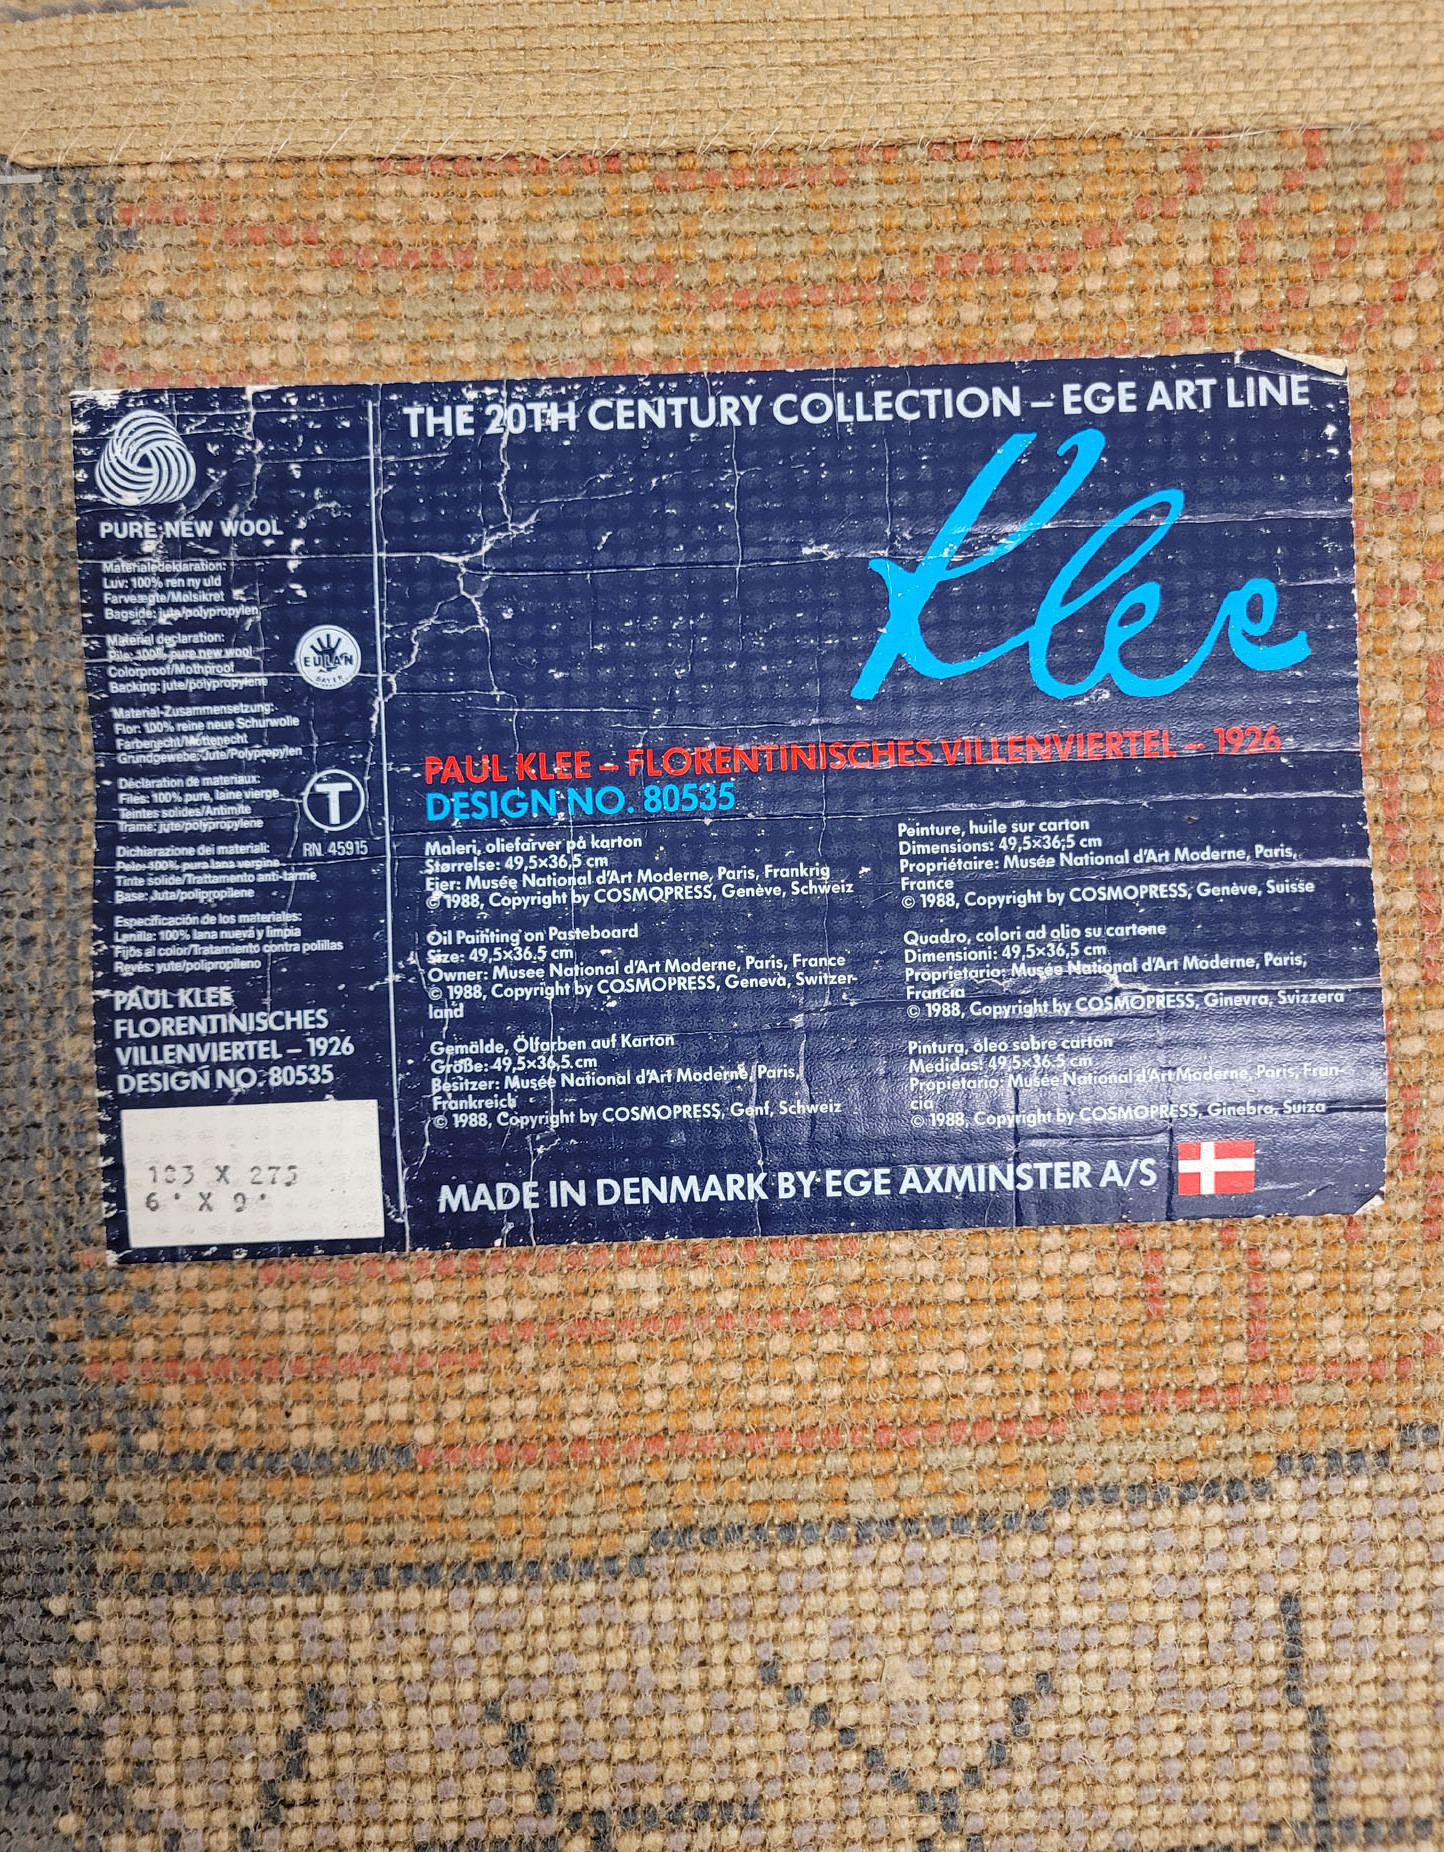 PURE NEW WOOL
Materialedeklaration:
Luv: 100% ren ny uld
Farveægte/Mølsikret
Bagside: jute/polypropylen
Material declaration:
Pile: 100% pure new wool
Colorproof/Mothproof
Backing: jute/polypropylene
EULAN
BAYER
Material-Zusammensetzung:
Flor: 100% reine neue Schurwolle
Farbenecht/Mottenecht
Grundgewebe: Jute/Polypropylen
Déclaration de materiaux:
Files: 100% pure, laine vierge
Teintes solides/Antimite
Trame: jute/polypropylene
T
RN. 45915
Dichiarazione dei materiali:
Pelo: 100% pura lana vergine
Tinte solide/Trattamento anti-tarme
Base: Juta/polipropilene
Especificación de los materiales:
Lanilla: 100% lana nueva y limpia
Fijos al color/Tratamiento contra polillas
Revés: yute/polipropileno
PAUL KLEE
FLORENTINISCHES
VILLENVIERTEL – 1926
DESIGN NO. 80535
183 X 275
6' X 9'
THE 20TH CENTURY COLLECTION – EGE ART LINE
Klee
PAUL KLEE – FLORENTINISCHES VILLENVIERTEL – 1926
DESIGN NO. 80535
Maleri, oliefarver på karton
Størrelse: 49,5×36,5 cm
Ejer: Musée National d'Art Moderne, Paris, Frankrig
© 1988, Copyright by COSMOPRESS, Genève, Schweiz
Oil Painting on Pasteboard
Size: 49,5×36,5 cm
Owner: Musee National d'Art Moderne, Paris, France
© 1988, Copyright by COSMOPRESS, Geneva, Switzer-
land
Gemälde, Ölfarben auf Karton
Größe: 49,5×36,5 cm
Besitzer: Musée National d'Art Moderne, Paris,
Frankreich
© 1988, Copyright by COSMOPRESS, Genf, Schweiz
Peinture, huile sur carton
Dimensions: 49,5×36,5 cm
Propriétaire: Musée National d'Art Moderne, Paris,
France
© 1988, Copyright by COSMOPRESS, Genève, Suisse
Quadro, colori ad olio su cartone
Dimensioni: 49,5×36,5 cm
Proprietario: Musée National d'Art Moderne, Paris,
Francia
© 1988, Copyright by COSMOPRESS, Ginevra, Svizzera
Pintura, óleo sobre cartón
Medidas: 49,5×36,5 cm
Propietario: Musée National d'Art Moderne, Paris, Fran-
cia
© 1988, Copyright by COSMOPRESS, Ginebra, Suiza
MADE IN DENMARK BY EGE AXMINSTER A/S